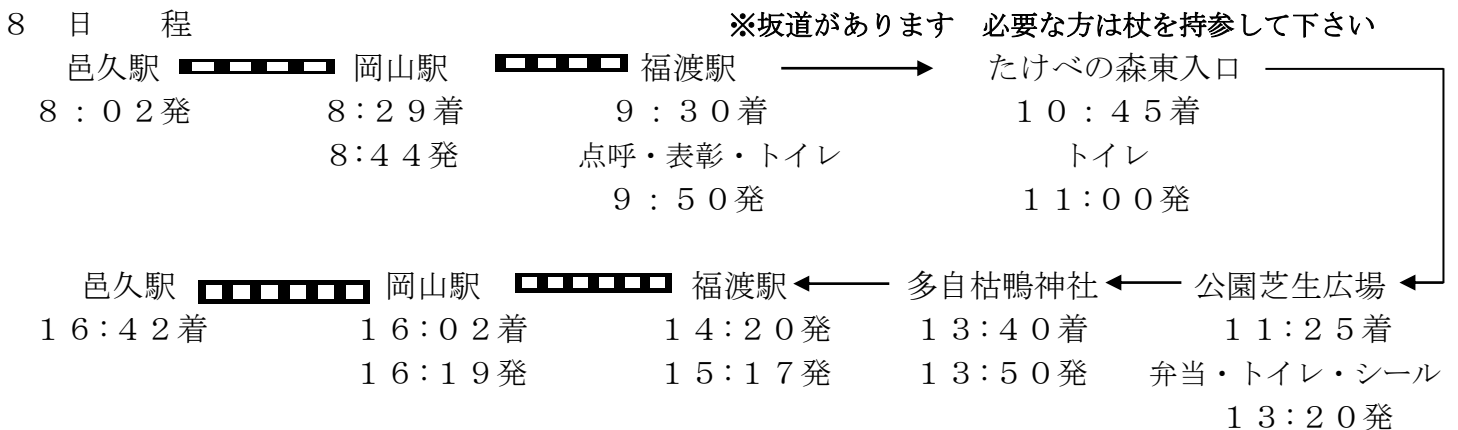 ８　日　　程　　※坂道があります　必要な方は杖を持参して下さい
邑久駅　岡山駅　福渡駅　たけべの森東入口
８：０２発　８：２９着　９：３０着　１０：４５着
８：４４発　点呼・表彰・トイレ　トイレ
９：５０発　１１：００発
邑久駅　岡山駅　福渡駅　多自枯鴨神社　公園芝生広場
１６：４２着　１６：０２着　１４：２０発　１３：４０着　１１：２５着
１６：１９発　１５：１７発　１３：５０発　弁当・トイレ・シール
１３：２０発